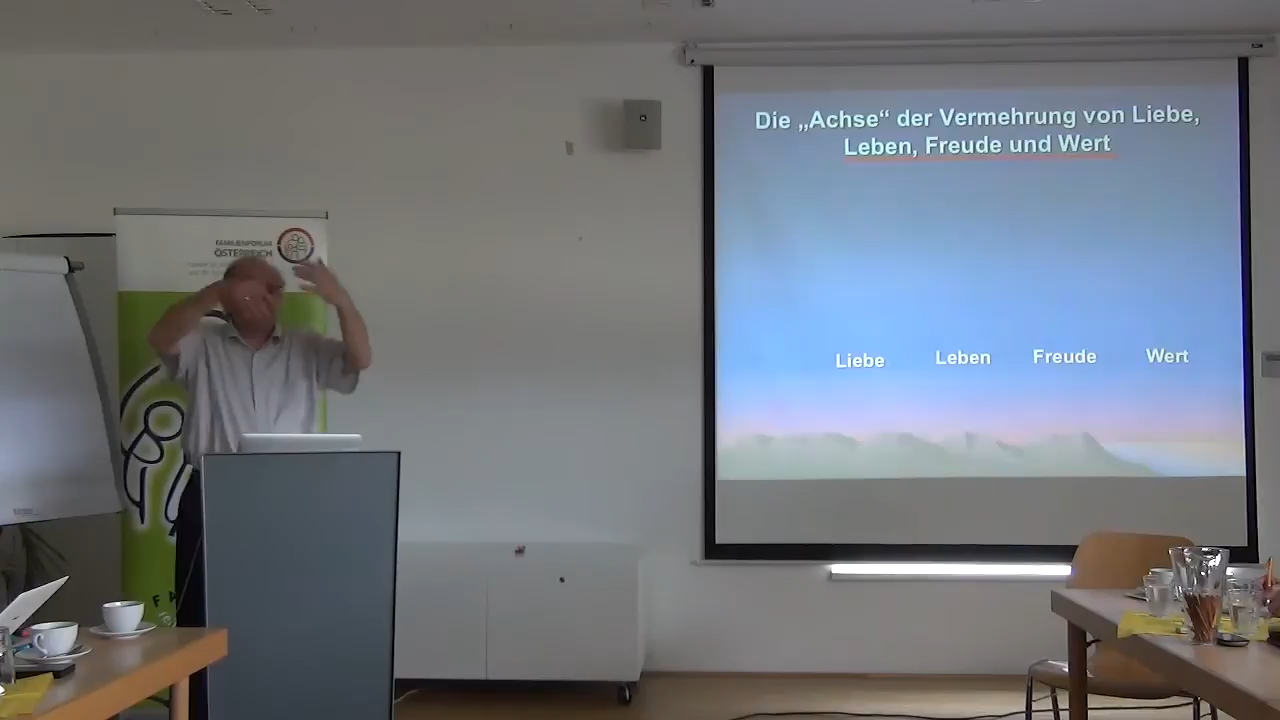 Die „Achse“ der Vermehrung von Liebe,
Leben, Freude und Wert
Liebe Leben Freude Wert
FAMILIENFORUM
ÖSTERREICH